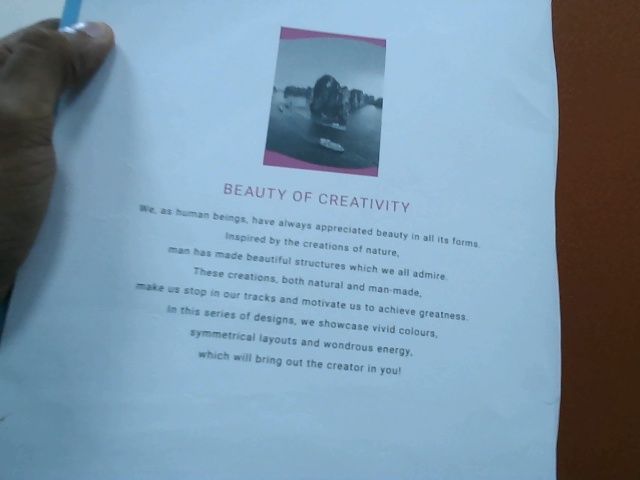 BEAUTY OF CREATIVITY
We, as human beings, have always appreciated beauty in all its forms.
Inspired by the creations of nature,
man has made beautiful structures which we all admire.
These creations, both natural and man-made,
make us stop in our tracks and motivate us to achieve greatness.
In this series of designs, we showcase vivid colours,
symmetrical layouts and wondrous energy,
which will bring out the creator in you!